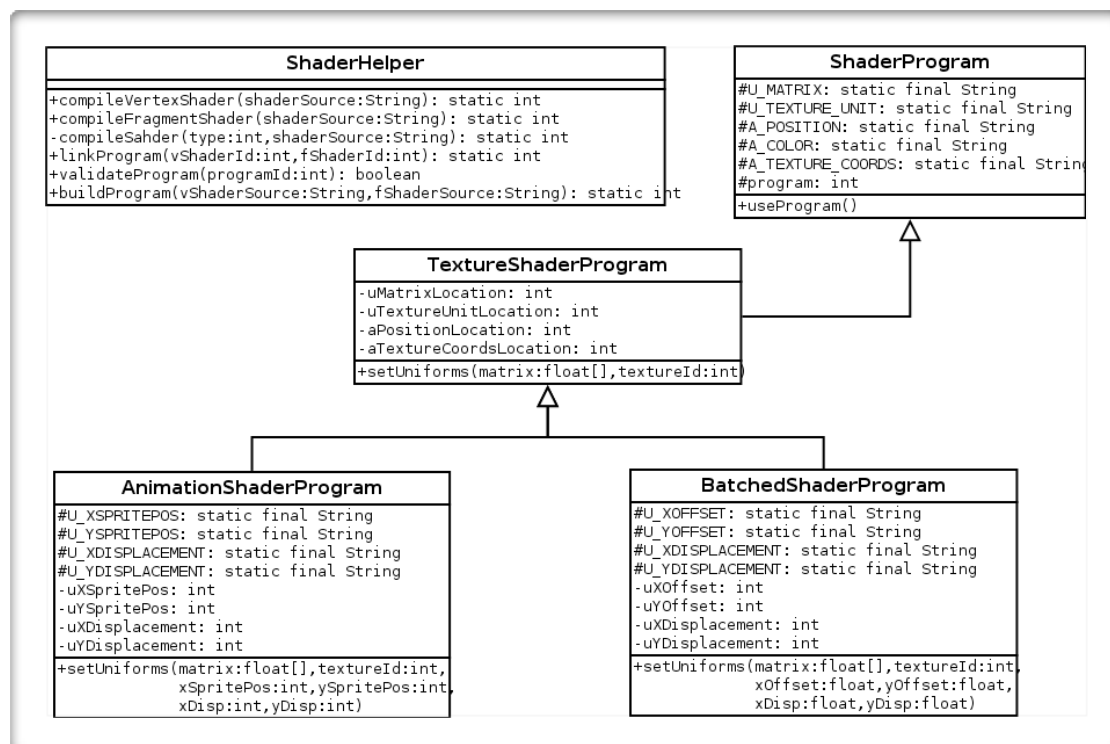 ShaderHelper
+compileVertexShader(shaderSource:String): static int
+compileFragmentShader(shaderSource:String): static int
-compileSahder(type:int,shaderSource:String): static int
+linkProgram(vShaderId:int,fShaderId:int): static int
+validateProgram(programId:int): boolean
+buildProgram(vShaderSource:String,fShaderSource:String): static int
ShaderProgram
#U_MATRIX: static final String
#U_TEXTURE_UNIT: static final String
#A_POSITION: static final String
#A_COLOR: static final String
#A_TEXTURE_COORDS: static final String
#program: int
+useProgram()
TextureShaderProgram
-uMatrixLocation: int
-uTextureUnitLocation: int
-aPositionLocation: int
-aTextureCoordsLocation: int
+setUniforms(matrix:float[],textureId:int)
AnimationShaderProgram
#U_XSPRITEPOS: static final String
#U_YSPRITEPOS: static final String
#U_XDISPLACEMENT: static final String
#U_YDISPLACEMENT: static final String
-uXSpritePos: int
-uYSpritePos: int
-uXDisplacement: int
-uYDisplacement: int
+setUniforms(matrix:float[],textureId:int,
xSpritePos:int,ySpritePos:int,
xDisp:int,yDisp:int)
BatchedShaderProgram
#U_XOFFSET: static final String
#U_YOFFSET: static final String
#U_XDISPLACEMENT: static final String
#U_YDISPLACEMENT: static final String
-uXOffset: int
-uYOffset: int
-uXDisplacement: int
-uYDisplacement: int
+setUniforms(matrix:float[],textureId:int,
xOffset:float,yOffset:float,
xDisp:float,yDisp:float)